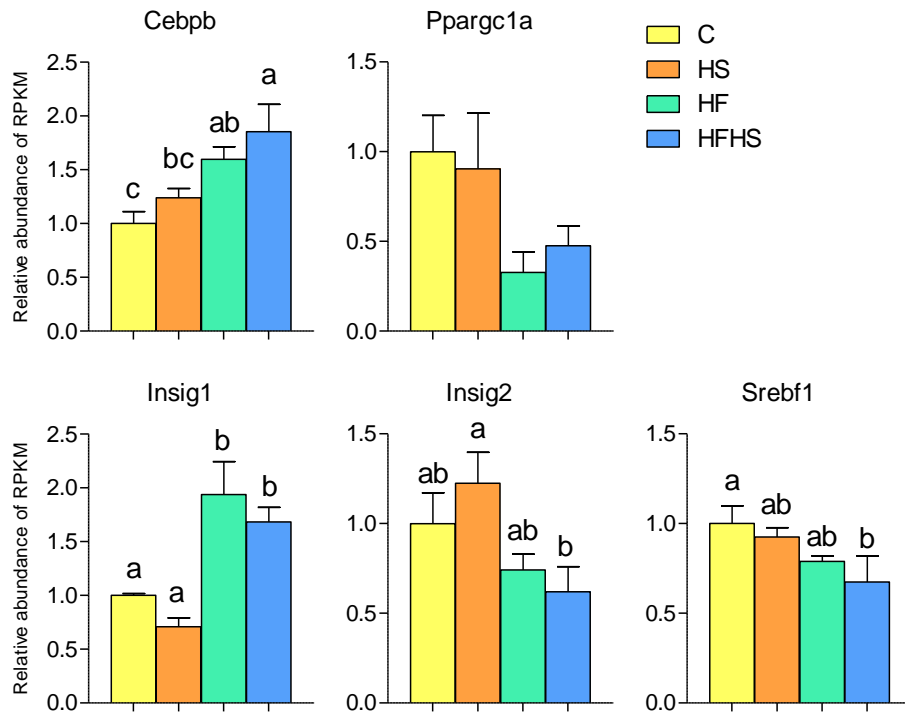 Cebpb
Relative abundance of RPKM
2.5
2.0
1.5
1.0
0.5
0.0
c
bc
ab
a
Ppargc1a
1.5
1.0
0.5
0.0
C
HS
HF
HFHS
Insig1
Relative abundance of RPKM
2.5
2.0
1.5
1.0
0.5
0.0
a
a
b
b
Insig2
1.5
1.0
0.5
0.0
ab
a
ab
b
Srebf1
1.5
1.0
0.5
0.0
a
ab
ab
b